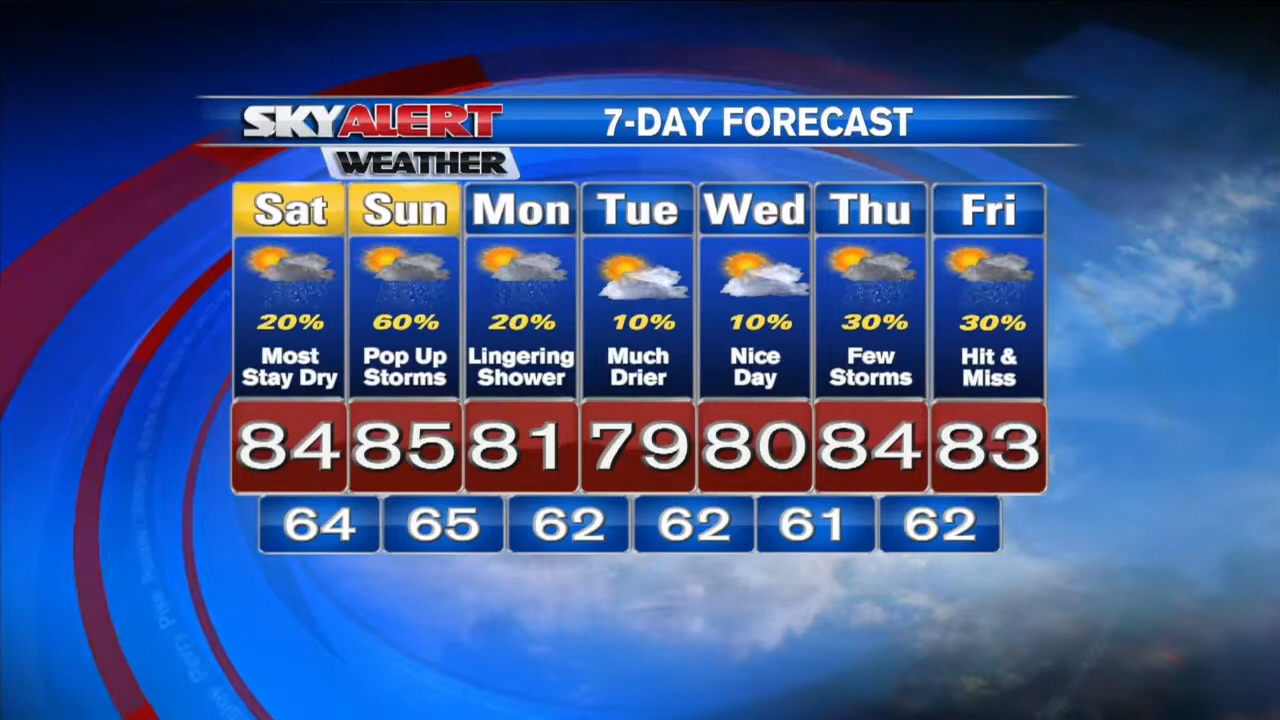 SKYALERT 7-DAY FORECAST
WEATHER
Sat Sun Mon Tue Wed Thu Fri
20% 60% 20% 10% 10% 30% 30%
Most Pop Up Lingering Much Nice Few Hit &
Stay Dry Storms Shower Drier Day Storms Miss
84 85 81 79 80 84 83
64 65 62 62 61 62